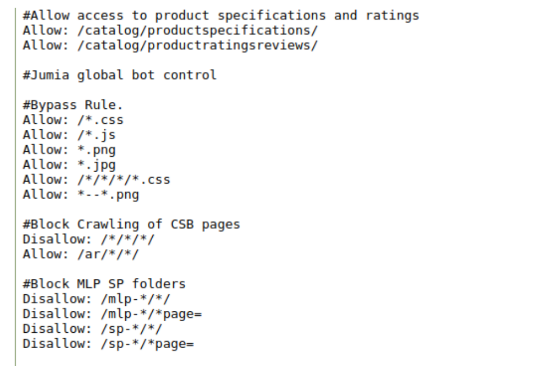 #Allow access to product specifications and ratings
Allow: /catalog/productspecifications/
Allow: /catalog/productratingsreviews/
#Jumia global bot control
#Bypass Rule.
Allow: /*.css
Allow: /*.js
Allow: *.png
Allow: *.jpg
Allow: /*/*/*/*.css
Allow: *--*.png
#Block Crawling of CSB pages
Disallow: /*/*/*/
Allow: /ar/*/*/
#Block MLP SP folders
Disallow: /mlp-*/*/
Disallow: /mlp-*/*page=
Disallow: /sp-*/*/
Disallow: /sp-*/*page=